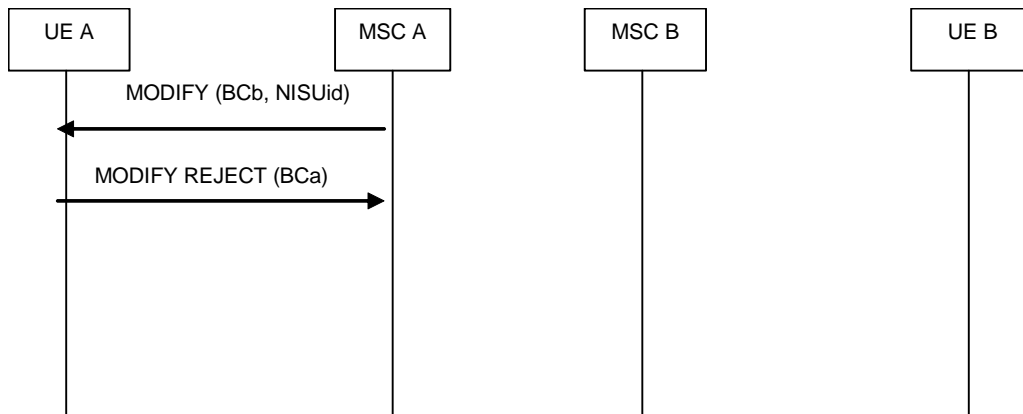 UE A
MSC A
MSC B
UE B
MODIFY (BCb, NISUid)
MODIFY REJECT (BCa)